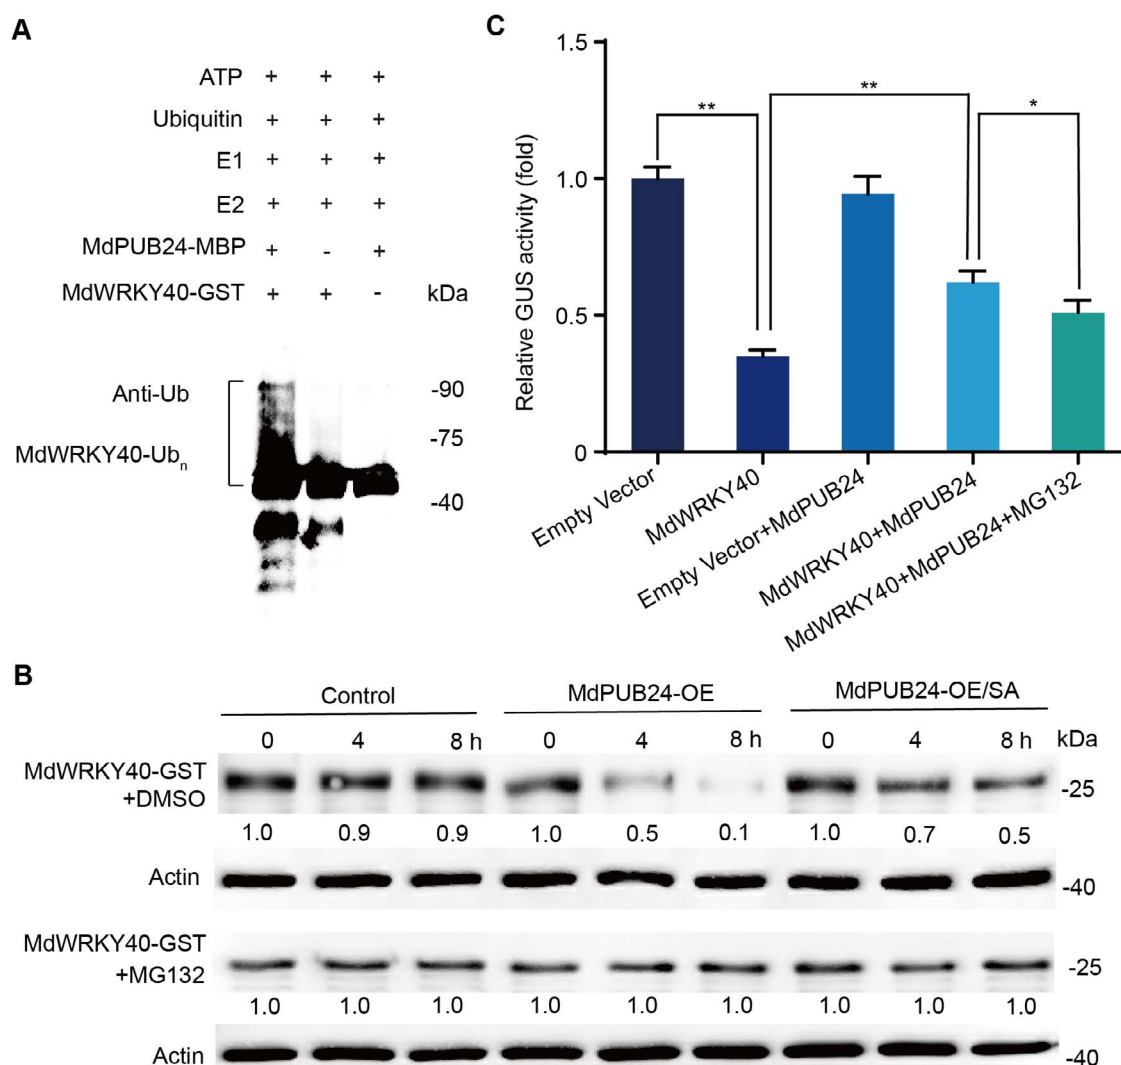 A
ATP + + +
Ubiquitin + + +
E1 + + +
E2 + + +
MdPUB24-MBP + - +
MdWRKY40-GST + + - kDa
Anti-Ub -90
-75
MdWRKY40-Ubn
-40
C
Relative GUS activity (fold)
1.5
1.0
0.5
0
** ** *
Empty Vector
MdWRKY40
Empty Vector+MdPUB24
MdWRKY40+MdPUB24
MdWRKY40+MdPUB24+MG132
B
Control MdPUB24-OE MdPUB24-OE/SA
0 4 8 h 0 4 8 h 0 4 8 h kDa
MdWRKY40-GST
+DMSO -25
1.0 0.9 0.9 1.0 0.5 0.1 1.0 0.7 0.5
Actin -40
MdWRKY40-GST
+MG132 -25
1.0 1.0 1.0 1.0 1.0 1.0 1.0 1.0 1.0
Actin -40